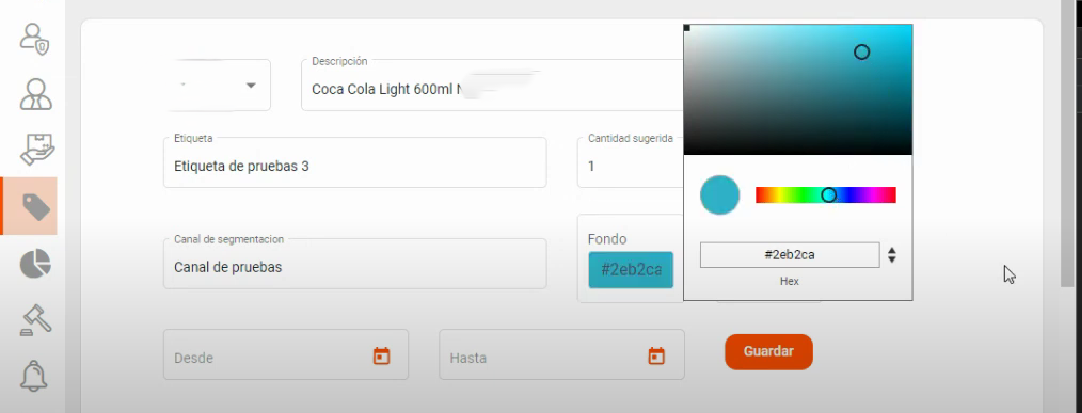 Descripción
Coca Cola Light 600ml
Etiqueta
Etiqueta de pruebas 3
Cantidad sugerida
1
Canal de segmentacion
Canal de pruebas
Fondo
#2eb2ca
#2eb2ca
Hex
Desde
Hasta
Guardar